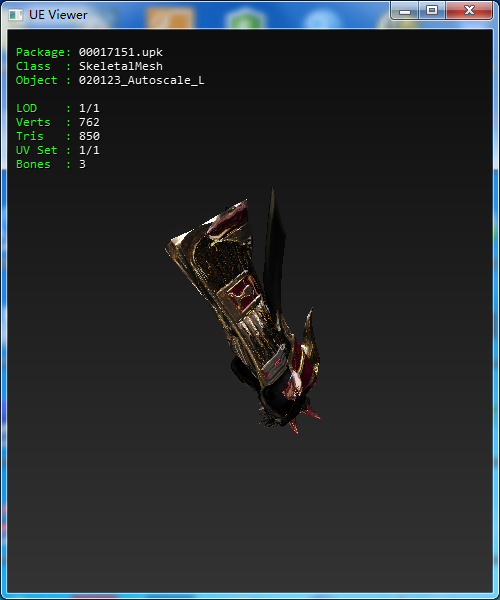 UE Viewer
Package: 00017151.upk
Class : SkeletalMesh
Object : 020123_Autoscale_L
LOD : 1/1
Verts : 762
Tris : 850
UV Set : 1/1
Bones : 3